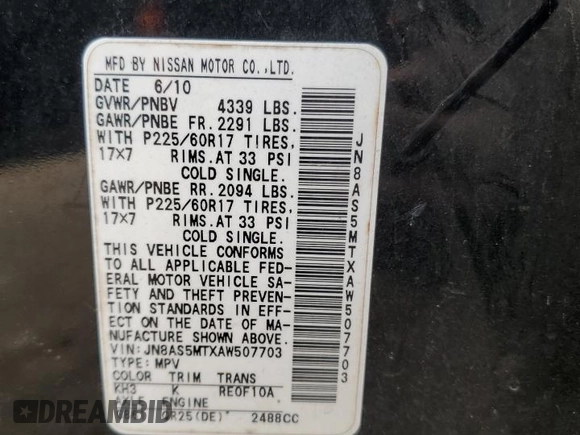 MFD BY NISSAN MOTOR CO.,LTD.
DATE 6/10
GVWR/PNBV 4339 LBS.
GAWR/PNBE FR. 2291 LBS.
WITH P225/60R17 TIRES,
17X7 RIMS. AT 33 PSI
COLD SINGLE.
GAWR/PNBE RR. 2094 LBS.
WITH P225/60R17 TIRES,
17X7 RIMS. AT 33 PSI
COLD SINGLE.
THIS VEHICLE CONFORMS
TO ALL APPLICABLE FED-
ERAL MOTOR VEHICLE SA-
FETY AND THEFT PREVEN-
TION STANDARDS IN EFF-
ECT ON THE DATE OF MA-
NUFACTURE SHOWN ABOVE.
VIN: JN8AS5MTXAW507703
TYPE: MPV
COLOR TRIM TRANS
KH3 K RE0F10A
ENGINE
QR25(DE) 2488CC
JN8AS5MTXAW507703
RAREBID.COM